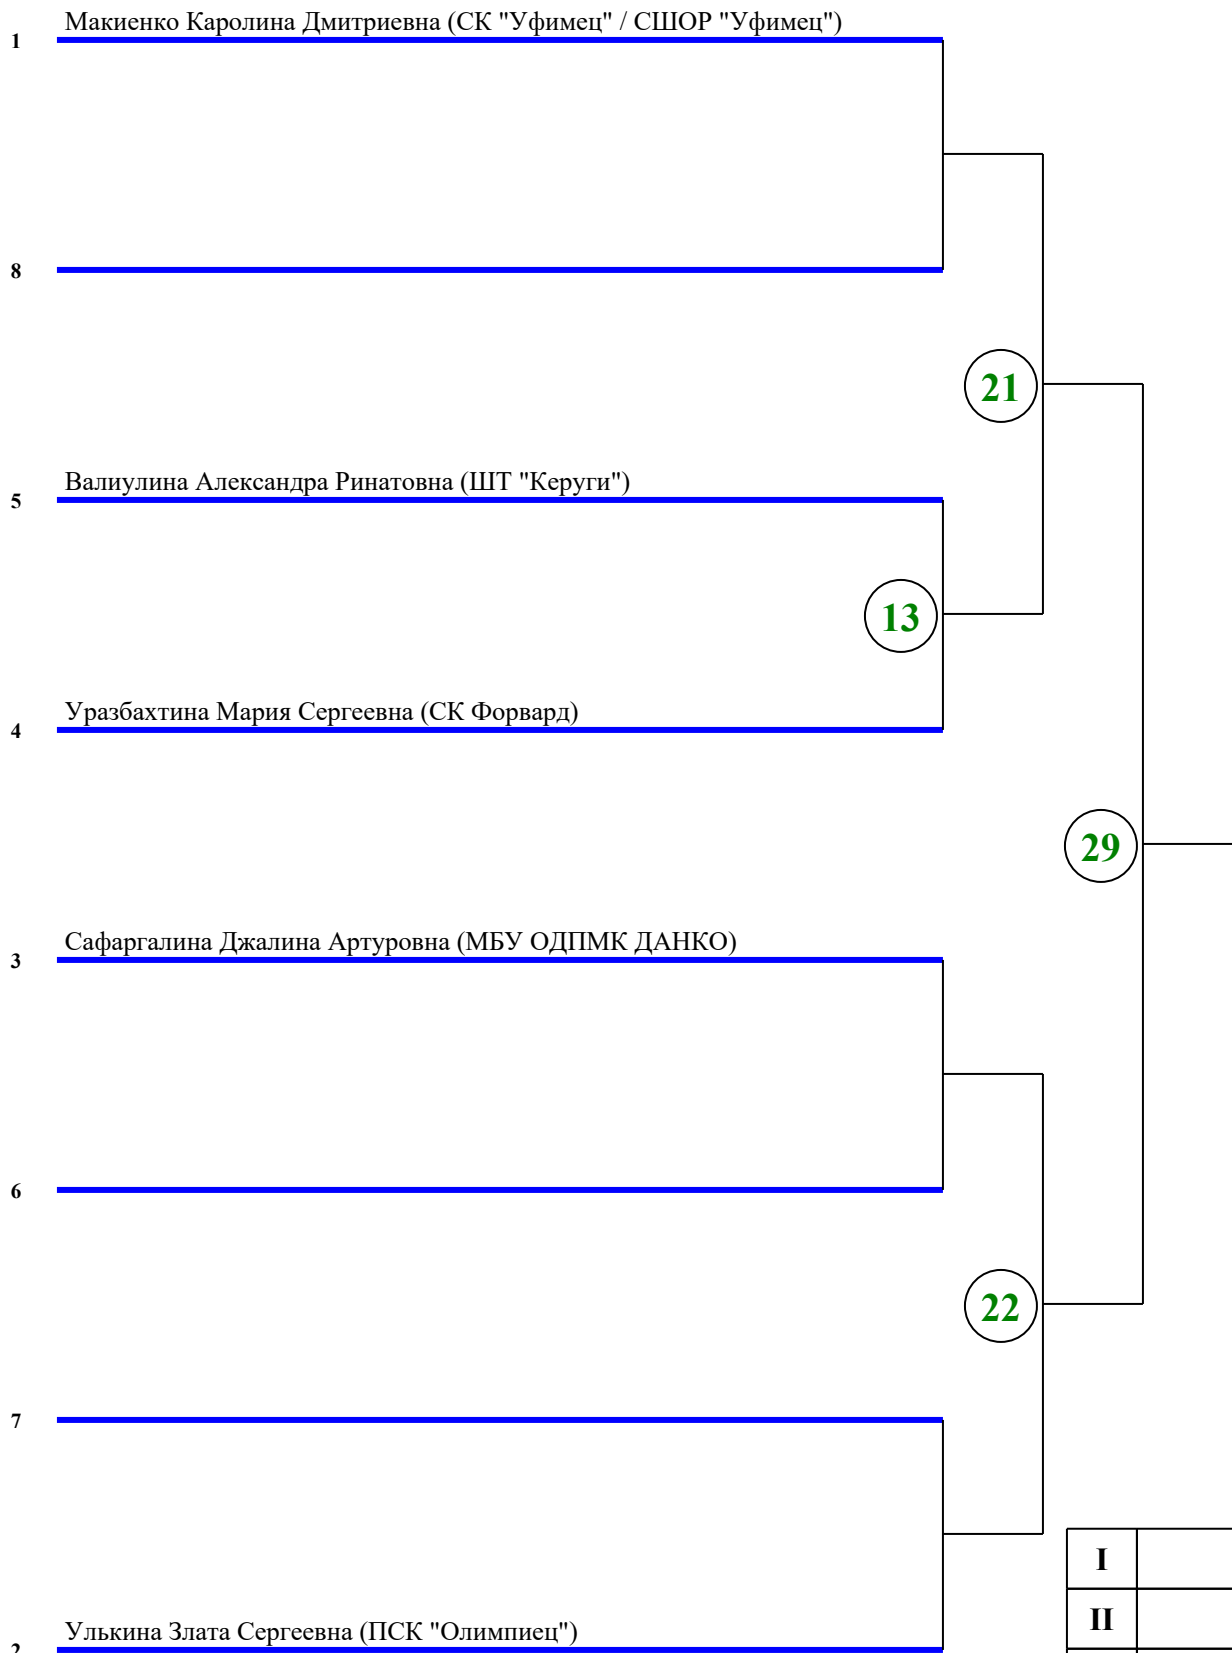 Макиенко Каролина Дмитриевна (СК "Уфимец" / СШОР "Уфимец")
1
8
21
Валиулина Александра Ринатовна (ШТ "Керуги")
5
13
Уразбахтина Мария Сергеевна (СК Форвард)
4
29
Сафаргалина Джалина Артуровна (МБУ ОДПМК ДАНКО)
3
6
22
7
I
II
Улькина Злата Сергеевна (ПСК "Олимпиец")
2